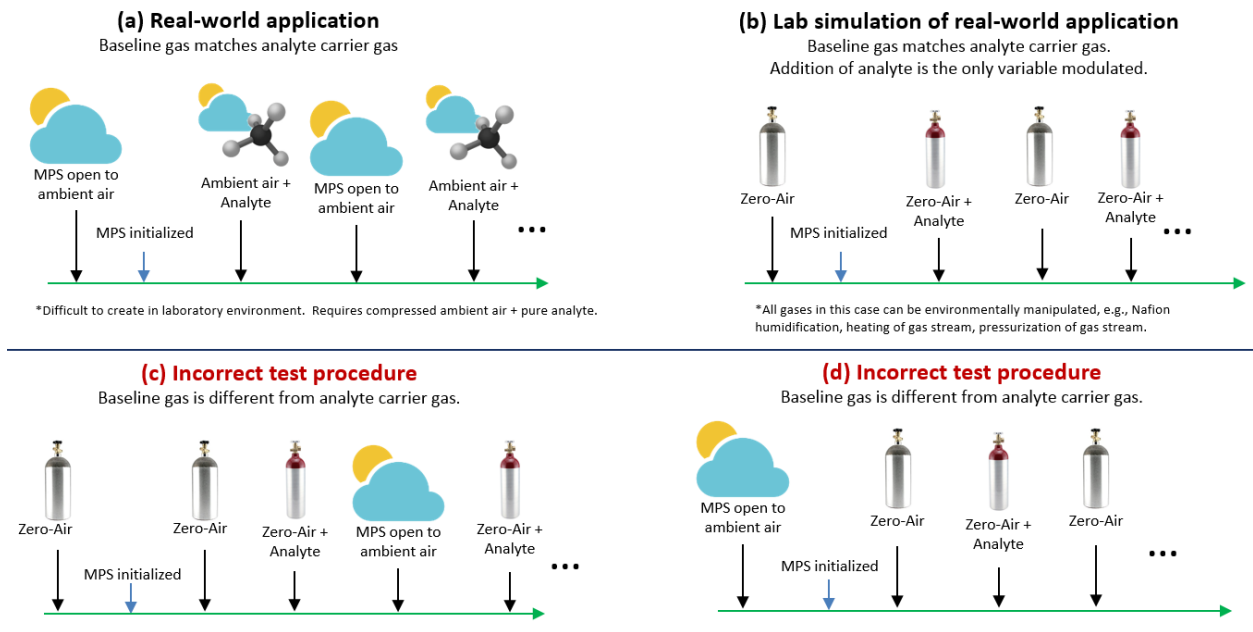 (a) Real-world application
Baseline gas matches analyte carrier gas
MPS open to
ambient air
Ambient air +
Analyte
MPS open to
ambient air
Ambient air +
Analyte
MPS initialized
...
*Difficult to create in laboratory environment.  Requires compressed ambient air + pure analyte.
(b) Lab simulation of real-world application
Baseline gas matches analyte carrier gas.
Addition of analyte is the only variable modulated.
Zero-Air
Zero-Air +
Analyte
Zero-Air
Zero-Air +
Analyte
MPS initialized
...
*All gases in this case can be environmentally manipulated, e.g., Nafion
humidification, heating of gas stream, pressurization of gas stream.
(c) Incorrect test procedure
Baseline gas is different from analyte carrier gas.
Zero-Air
Zero-Air
Zero-Air +
Analyte
MPS open to
ambient air
Zero-Air +
Analyte
MPS initialized
...
(d) Incorrect test procedure
Baseline gas is different from analyte carrier gas.
MPS open to
ambient air
Zero-Air
Zero-Air +
Analyte
Zero-Air
MPS initialized
...